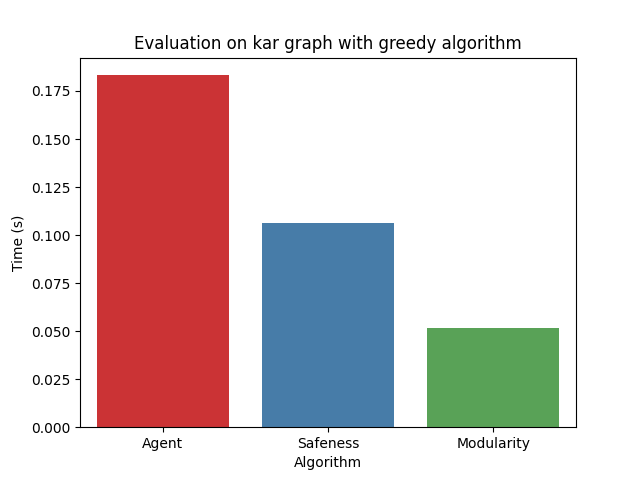 Evaluation on kar graph with greedy algorithm
0.175
0.150
0.125
0.100
0.075
0.050
0.025
0.000
Time (s)
Agent
Safeness
Modularity
Algorithm